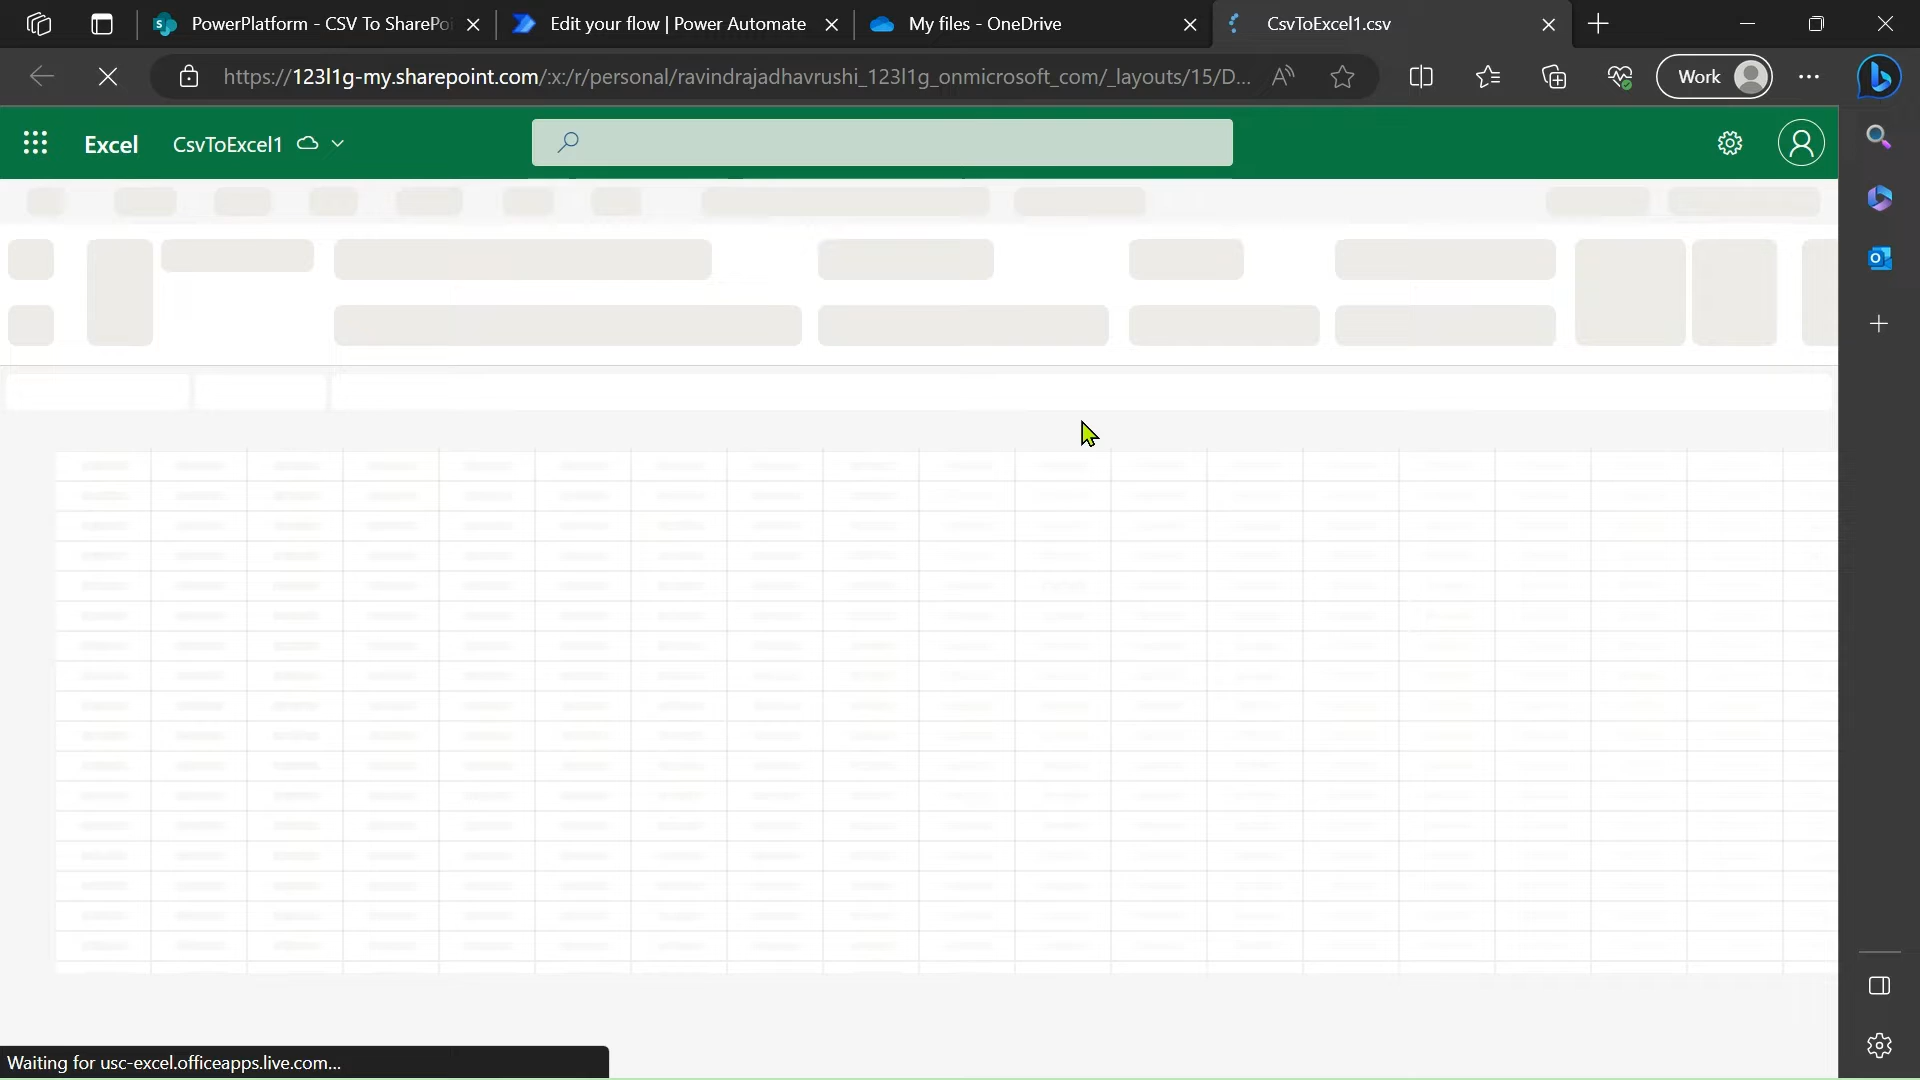 PowerPlatform - CSV To SharePoi
Edit your flow | Power Automate
My files - OneDrive
CsvToExcel1.csv
https://123l1g-my.sharepoint.com/:x:/r/personal/ravindrajadhavrushi_123l1g_onmicrosoft_com/_layouts/15/D...
Work
Excel
CsvToExcel1
Waiting for usc-excel.officeapps.live.com...